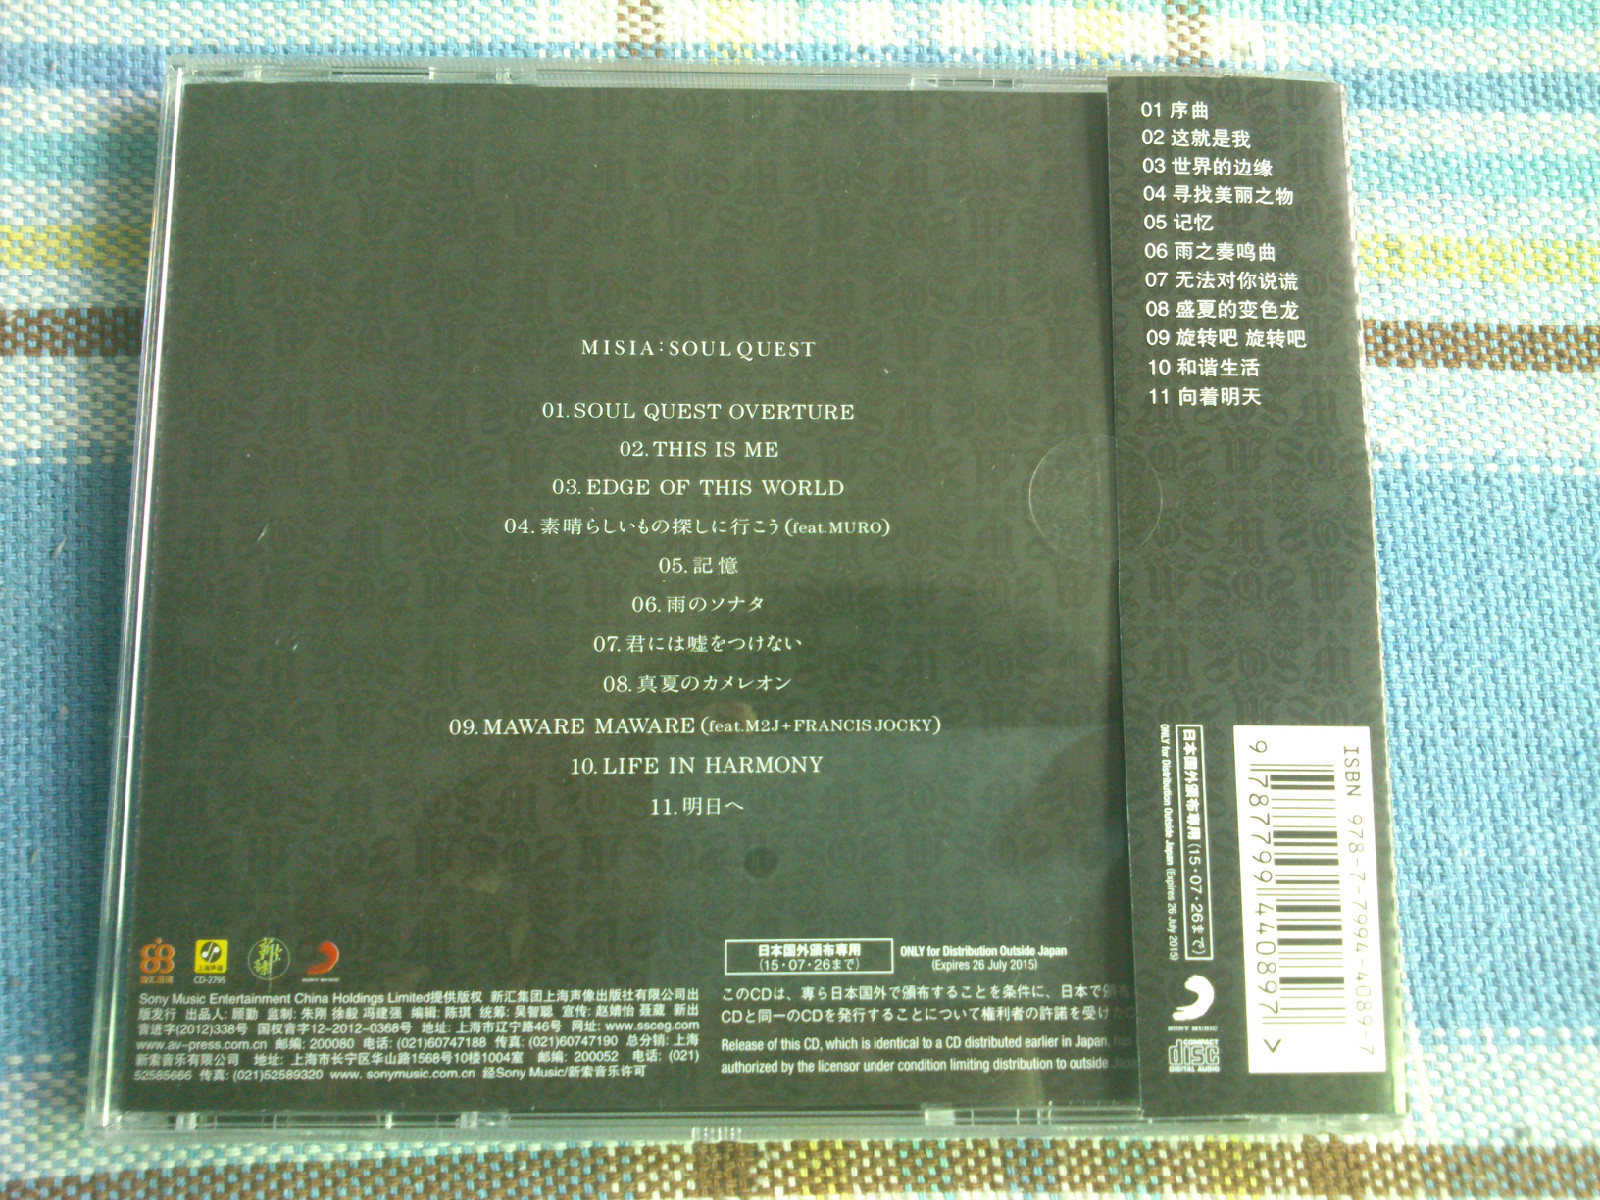 MISIA:SOUL QUEST
01.SOUL QUEST OVERTURE
02.THIS IS ME
03.EDGE OF THIS WORLD
04.素晴らしいもの探しに行こう(feat.MURO)
05.記憶
06.雨のソナタ
07.君には嘘をつけない
08.真夏のカメレオン
09.MAWARE MAWARE(feat.M2J+FRANCIS JOCKY)
10.LIFE IN HARMONY
11.明日へ
上海声像
CD-2795
SONY MUSIC
Sony Music Entertainment China Holdings Limited提供版权 新汇集团上海声像出版社有限公司出
版发行 出品人: 顾勤 监制: 朱刚 徐毅 冯建强 编辑: 陈琪 统筹: 吴智聪 宣传: 赵婧怡 聂葳 新出
音进字(2012)338号 国权音字12-2012-0368号 地址: 上海市辽宁路46号 网址: www.ssceg.com
www.av-press.com.cn 邮编: 200080 电话: (021)60747188 传真: (021)60747190 总分销: 上海
新索音乐有限公司 地址: 上海市长宁区华山路1568号10楼1004室 邮编: 200052 电话: (021)
52585666 传真: (021)52589320 www. sonymusic.com.cn 经Sony Music/新索音乐许可
日本国外頒布専用
(15・07・26まで)
ONLY for Distribution Outside Japan
(Expires 26 July 2015)
このCDは、専ら日本国外で頒布することを条件に、日本で頒布
CDと同一のCDを発行することについて権利者の許諾を受けたC
Release of this CD, which is identical to a CD distributed earlier in Japan, has
authorized by the licensor under condition limiting distribution to outside Japa
01 序曲
02 这就是我
03 世界的边缘
04 寻找美丽之物
05 记忆
06 雨之奏鸣曲
07 无法对你说谎
08 盛夏的变色龙
09 旋转吧 旋转吧
10 和谐生活
11 向着明天
日本国外頒布専用(15・07・26まで)
ONLY for Distribution Outside Japan (Expires 26 July 2015)
SONY MUSIC
COMPACT
disc
DIGITAL AUDIO
ISBN 978-7-7994-4089-7
9 787799 440897 >